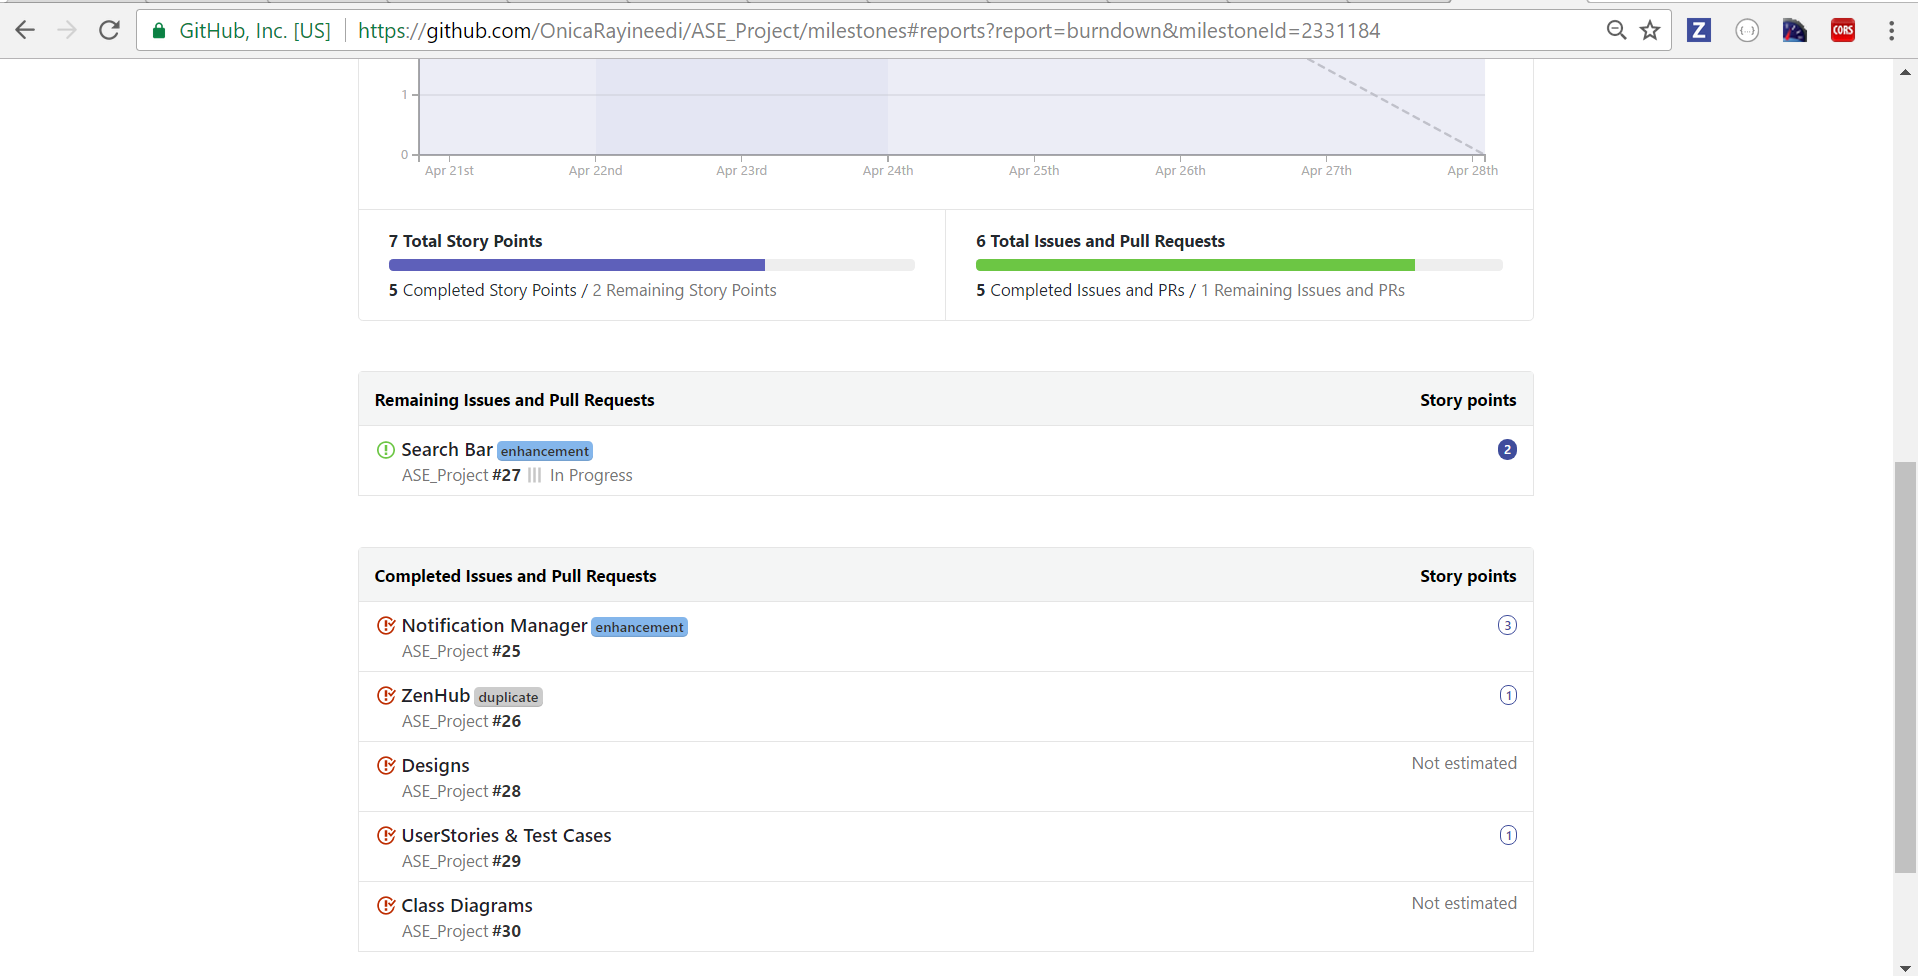 GitHub, Inc. [US] https://github.com/OnicaRayineedi/ASE_Project/milestones#reports?report=burndown&milestoneId=2331184
Z {...} CORS
1
0
Apr 21st Apr 22nd Apr 23rd Apr 24th Apr 25th Apr 26th Apr 27th Apr 28th
7 Total Story Points
5 Completed Story Points / 2 Remaining Story Points
6 Total Issues and Pull Requests
5 Completed Issues and PRs / 1 Remaining Issues and PRs
Remaining Issues and Pull Requests Story points
Search Bar enhancement 2
ASE_Project #27 In Progress
Completed Issues and Pull Requests Story points
Notification Manager enhancement 3
ASE_Project #25
ZenHub duplicate 1
ASE_Project #26
Designs Not estimated
ASE_Project #28
UserStories & Test Cases 1
ASE_Project #29
Class Diagrams Not estimated
ASE_Project #30